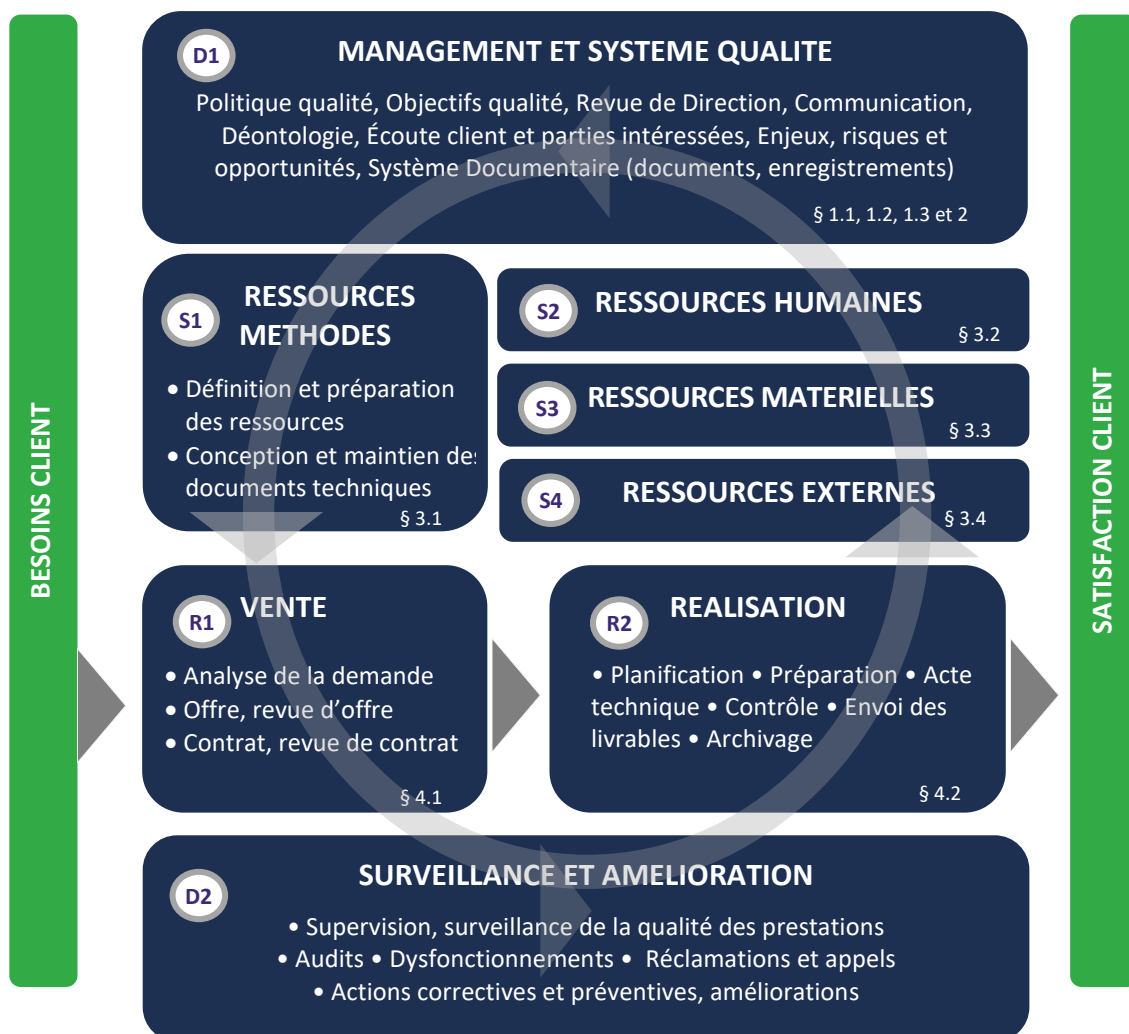 BESOINS CLIENT
D1
MANAGEMENT ET SYSTEME QUALITE
Politique qualité, Objectifs qualité, Revue de Direction, Communication,
Déontologie, Écoute client et parties intéressées, Enjeux, risques et
opportunités, Système Documentaire (documents, enregistrements)
§ 1.1, 1.2, 1.3 et 2
S1
RESSOURCES
METHODES
• Définition et préparation
des ressources
• Conception et maintien des
documents techniques
§ 3.1
S2
RESSOURCES HUMAINES
§ 3.2
S3
RESSOURCES MATERIELLES
§ 3.3
S4
RESSOURCES EXTERNES
§ 3.4
R1
VENTE
• Analyse de la demande
• Offre, revue d’offre
• Contrat, revue de contrat
§ 4.1
R2
REALISATION
• Planification • Préparation • Acte
technique • Contrôle • Envoi des
livrables • Archivage
§ 4.2
D2
SURVEILLANCE ET AMELIORATION
• Supervision, surveillance de la qualité des prestations
• Audits • Dysfonctionnements • Réclamations et appels
• Actions correctives et préventives, améliorations
SATISFACTION CLIENT